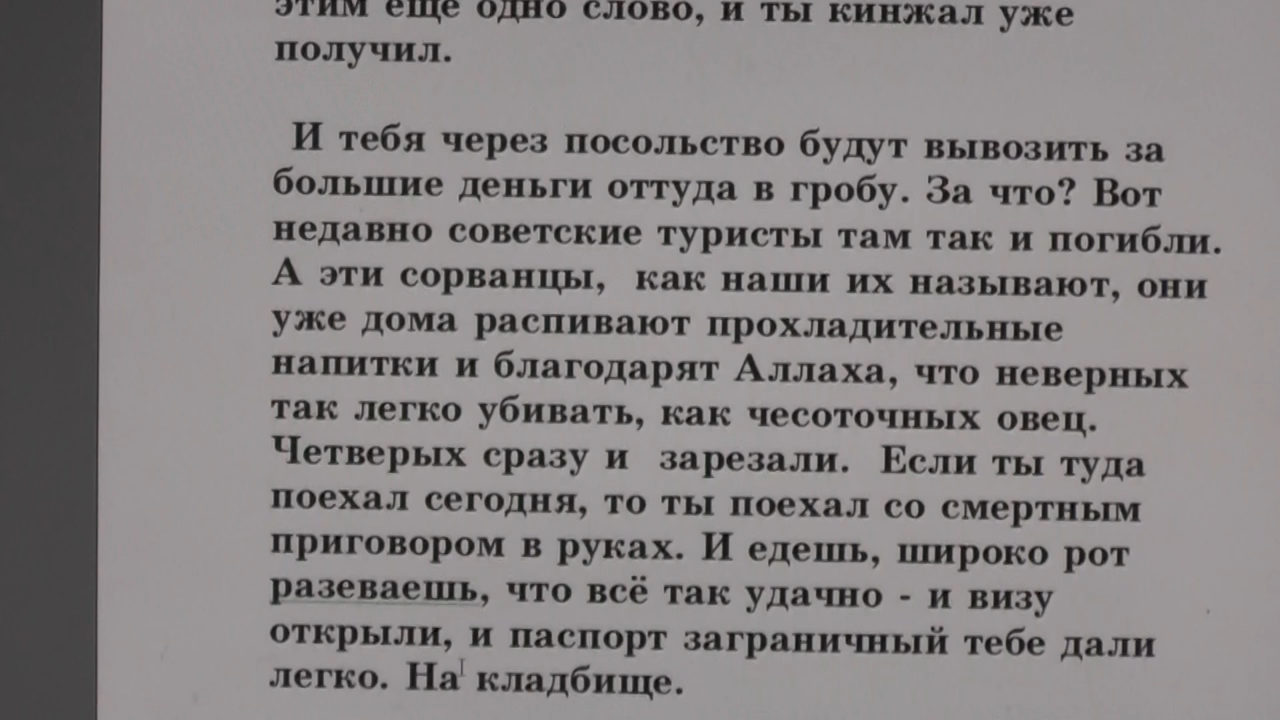 этим еще одно слово, и ты кинжал уже
получил.
И тебя через посольство будут вывозить за
большие деньги оттуда в гробу. За что? Вот
недавно советские туристы там так и погибли.
А эти сорванцы, как наши их называют, они
уже дома распивают прохладительные
напитки и благодарят Аллаха, что неверных
так легко убивать, как чесоточных овец.
Четверых сразу и зарезали. Если ты туда
поехал сегодня, то ты поехал со смертным
приговором в руках. И едешь, широко рот
разеваешь, что всё так удачно - и визу
открыли, и паспорт заграничный тебе дали
легко. На кладбище.